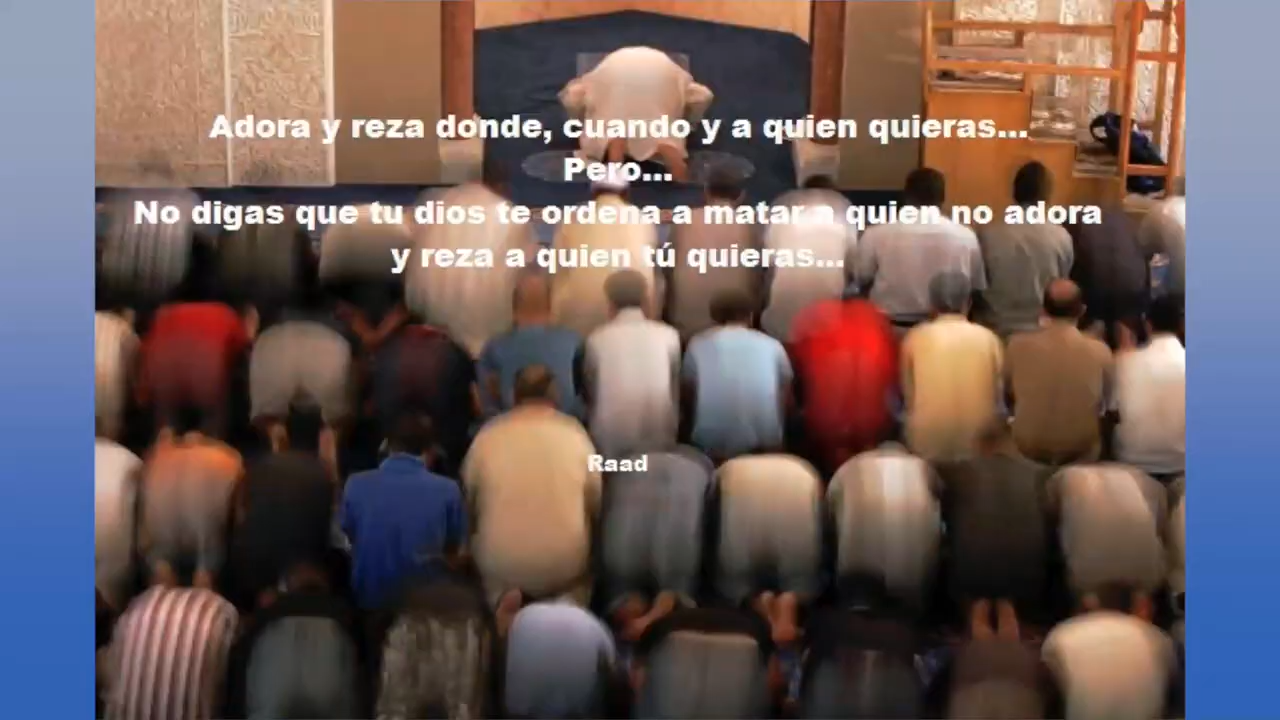 Adora y reza donde, cuando y a quien quieras...
Pero...
No digas que tu dios te ordena a matar a quien no adora
y reza a quien tú quieras...
Raad